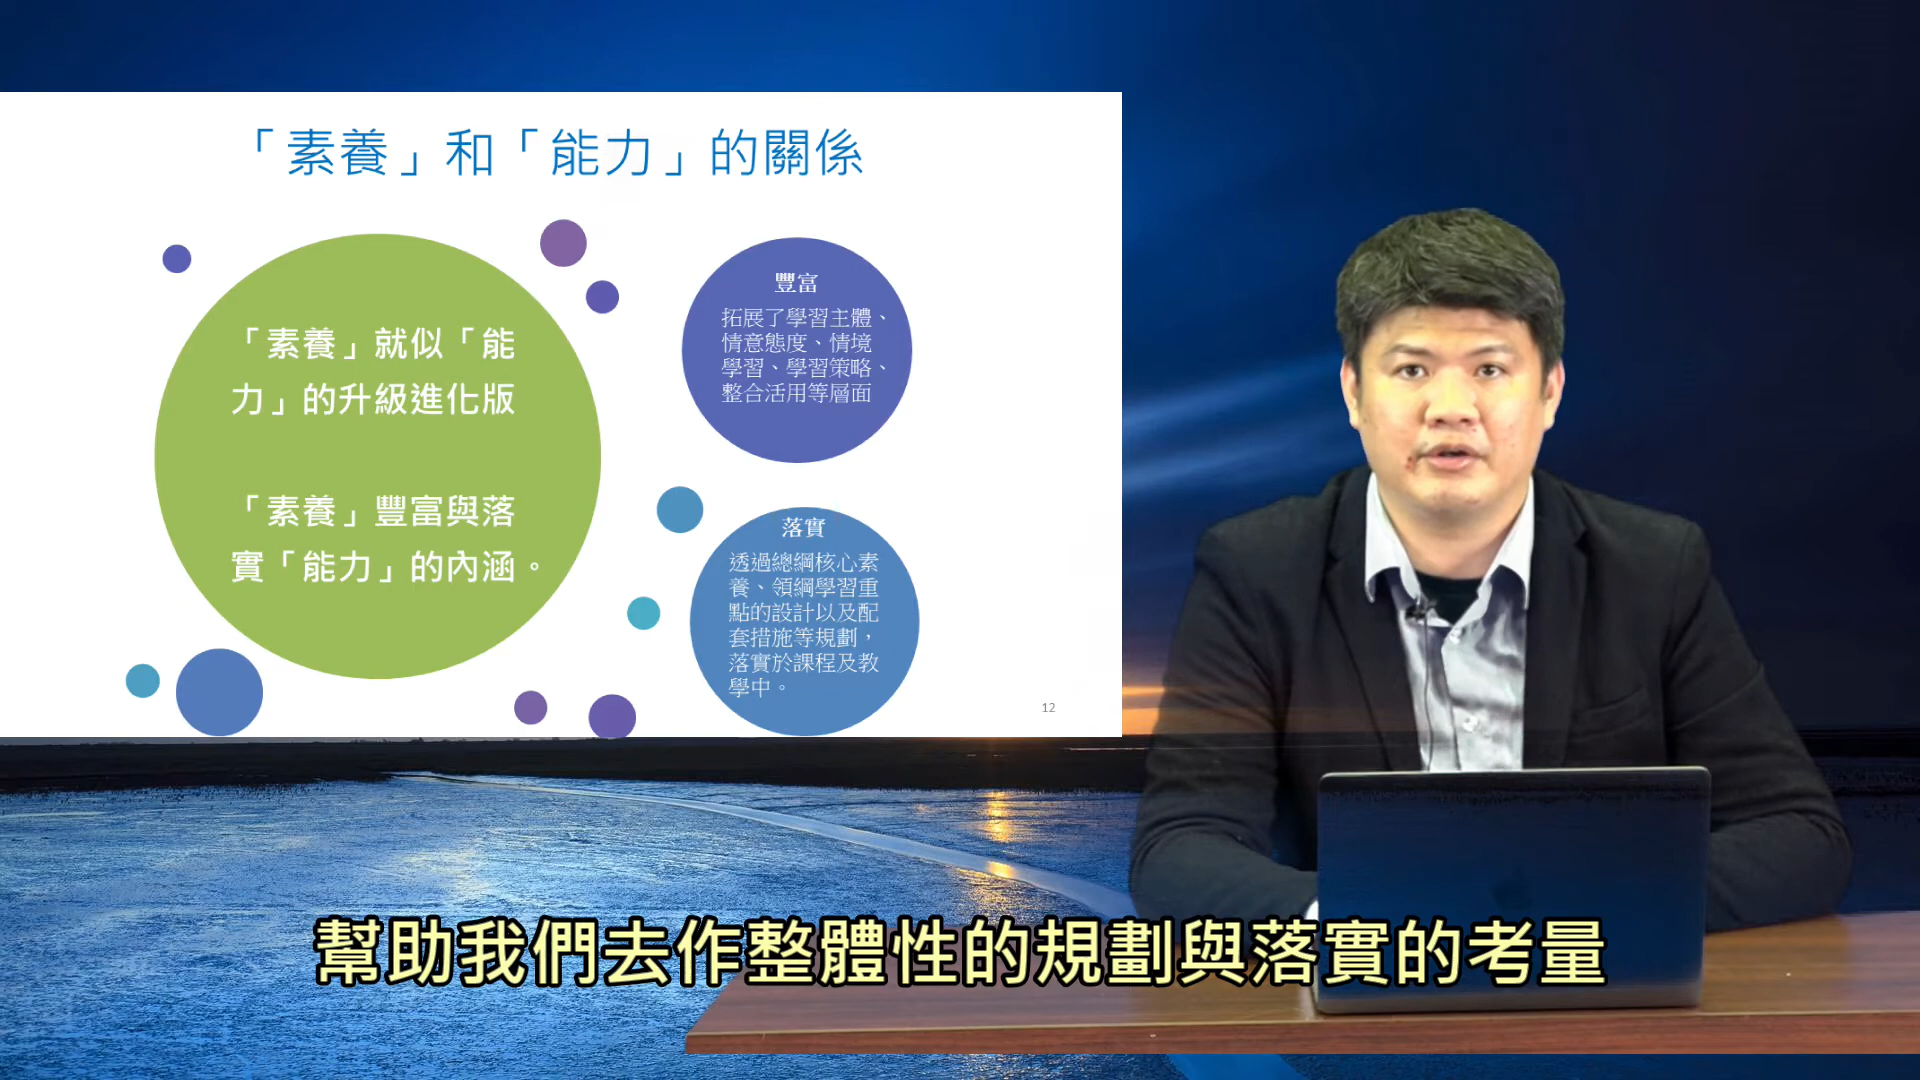 「素養」和「能力」的關係
「素養」就似「能
力」的升級進化版
「素養」豐富與落
實「能力」的內涵。
豐富
拓展了學習主體、
情意態度、情境
學習、學習策略、
整合活用等層面
落實
透過總綱核心素
養、領綱學習重
點的設計以及配
套措施等規劃，
落實於課程及教
學中。
12
幫助我們去作整體性的規劃與落實的考量